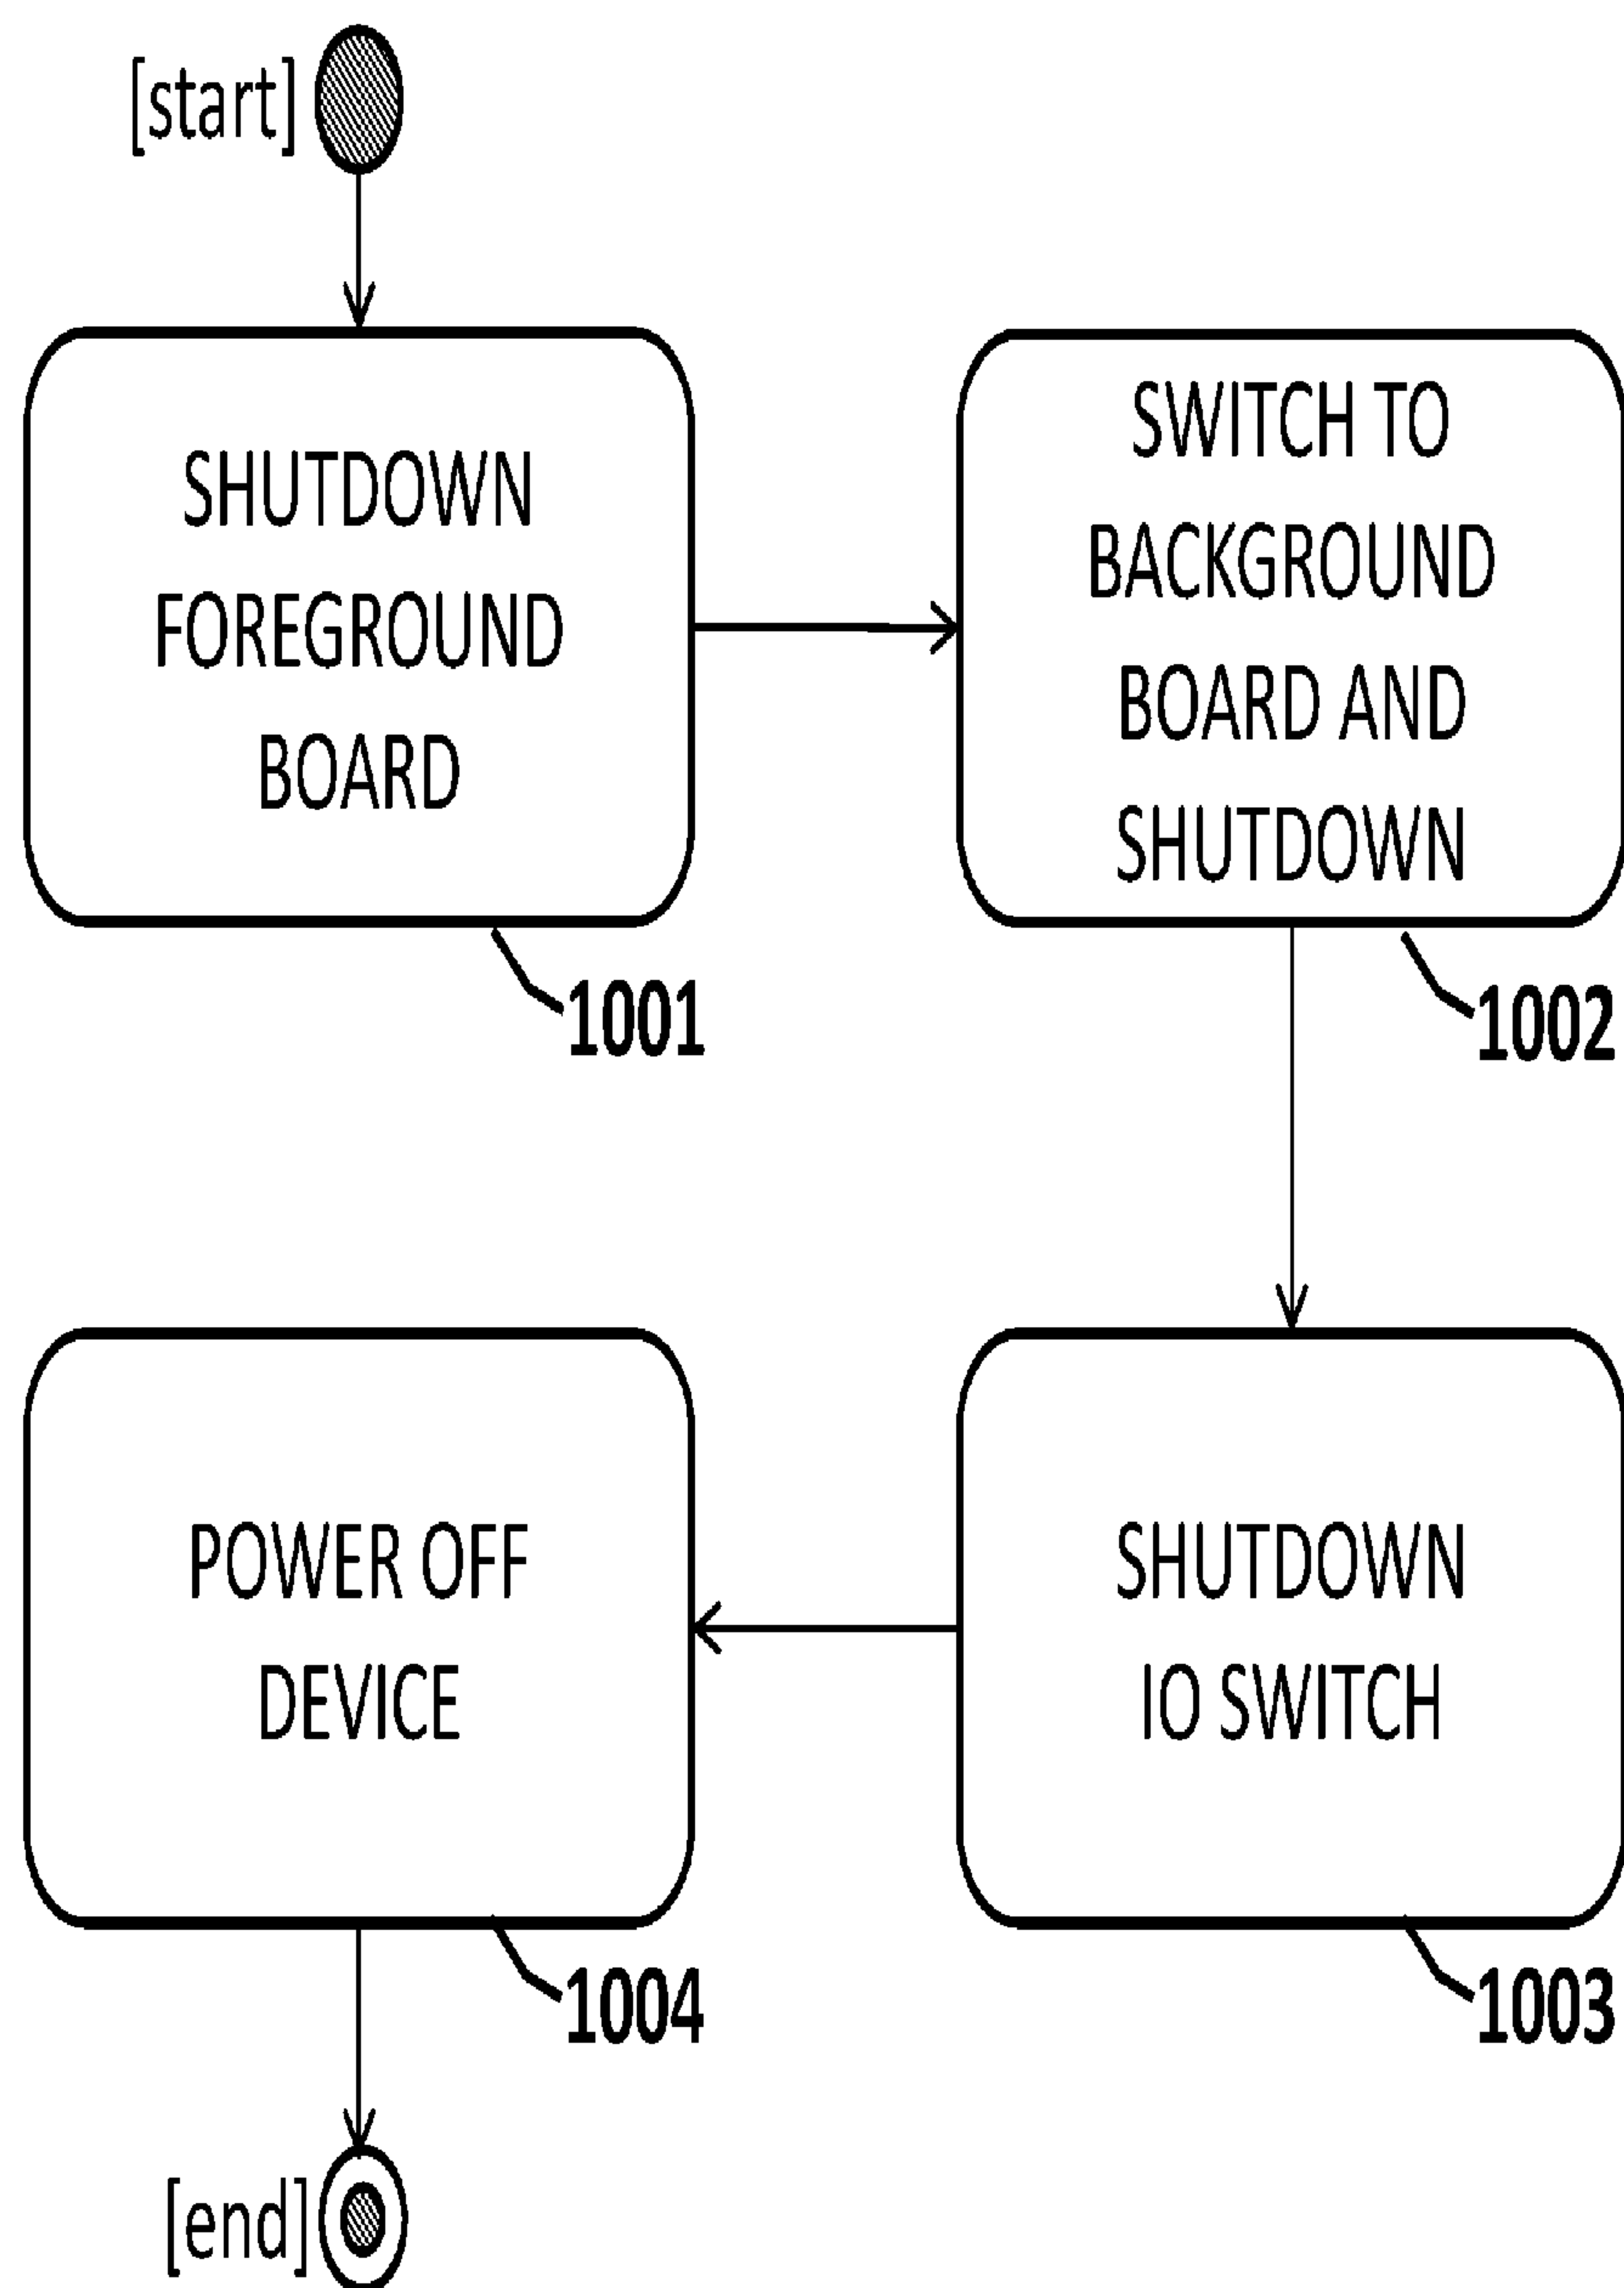 [start]
SHUTDOWN
FOREGROUND
BOARD
1001
SWITCH TO
BACKGROUND
BOARD AND
SHUTDOWN
1002
SHUTDOWN
IO SWITCH
1003
POWER OFF
DEVICE
1004
[end]